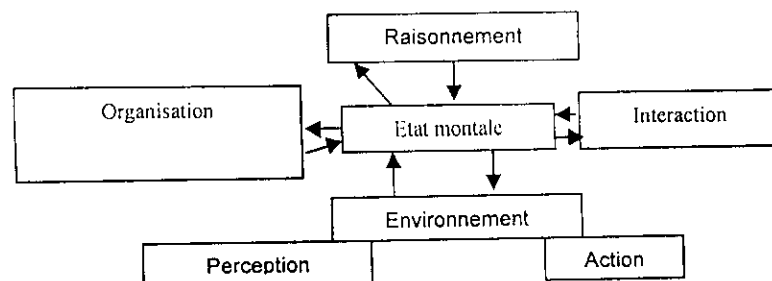 Raisonnement
Organisation
Etat montale
Interaction
Environnement
Perception
Action